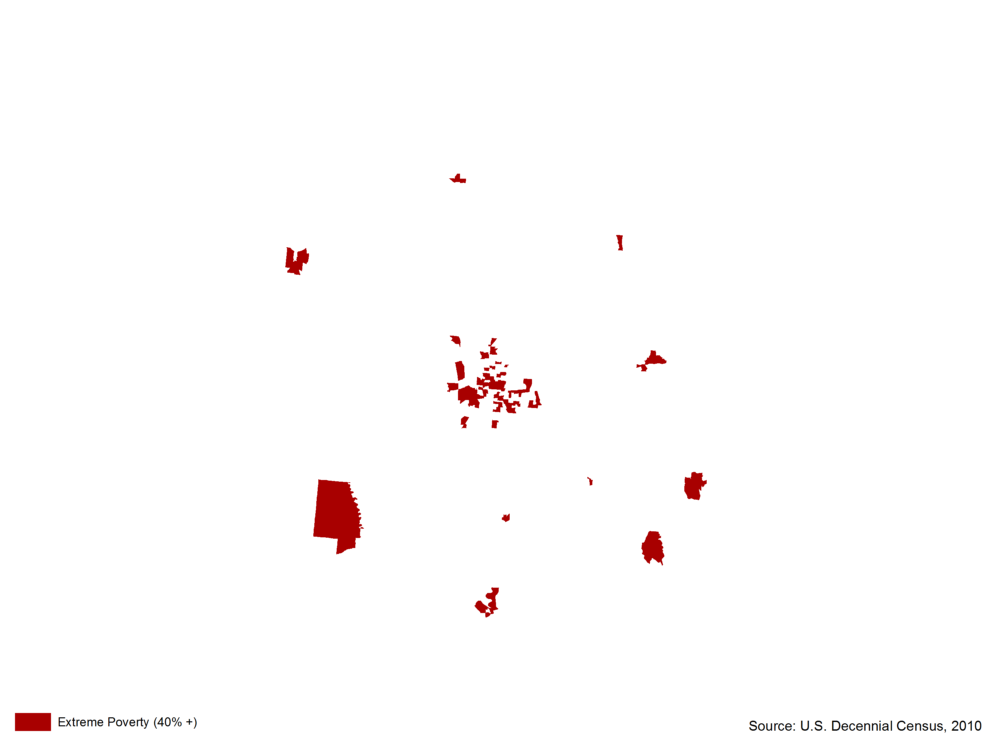 Extreme Poverty (40% +)
Source: U.S. Decennial Census, 2010